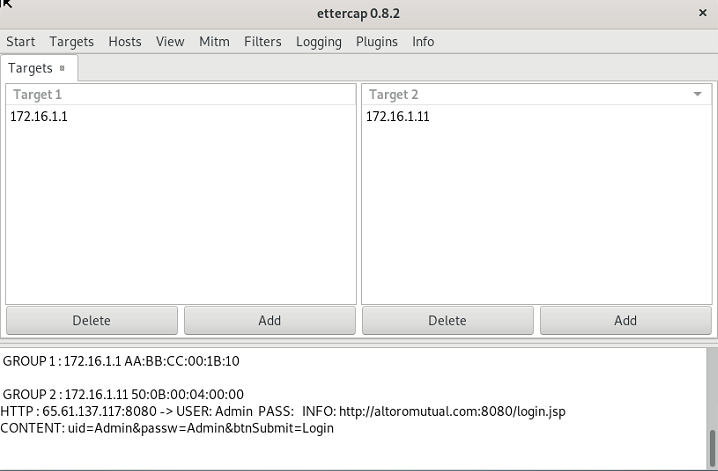 ettercap 0.8.2
×
Start Targets Hosts View Mitm Filters Logging Plugins Info
Targets
Target 1
Target 2
172.16.1.1
172.16.1.11
Delete
Add
Delete
Add
GROUP 1 : 172.16.1.1 AA:BB:CC:00:1B:10
GROUP 2 : 172.16.1.11 50:0B:00:04:00:00
HTTP : 65.61.137.117:8080 -> USER: Admin PASS: INFO: http://altoromutual.com:8080/login.jsp
CONTENT: uid=Admin&passw=Admin&btnSubmit=Login